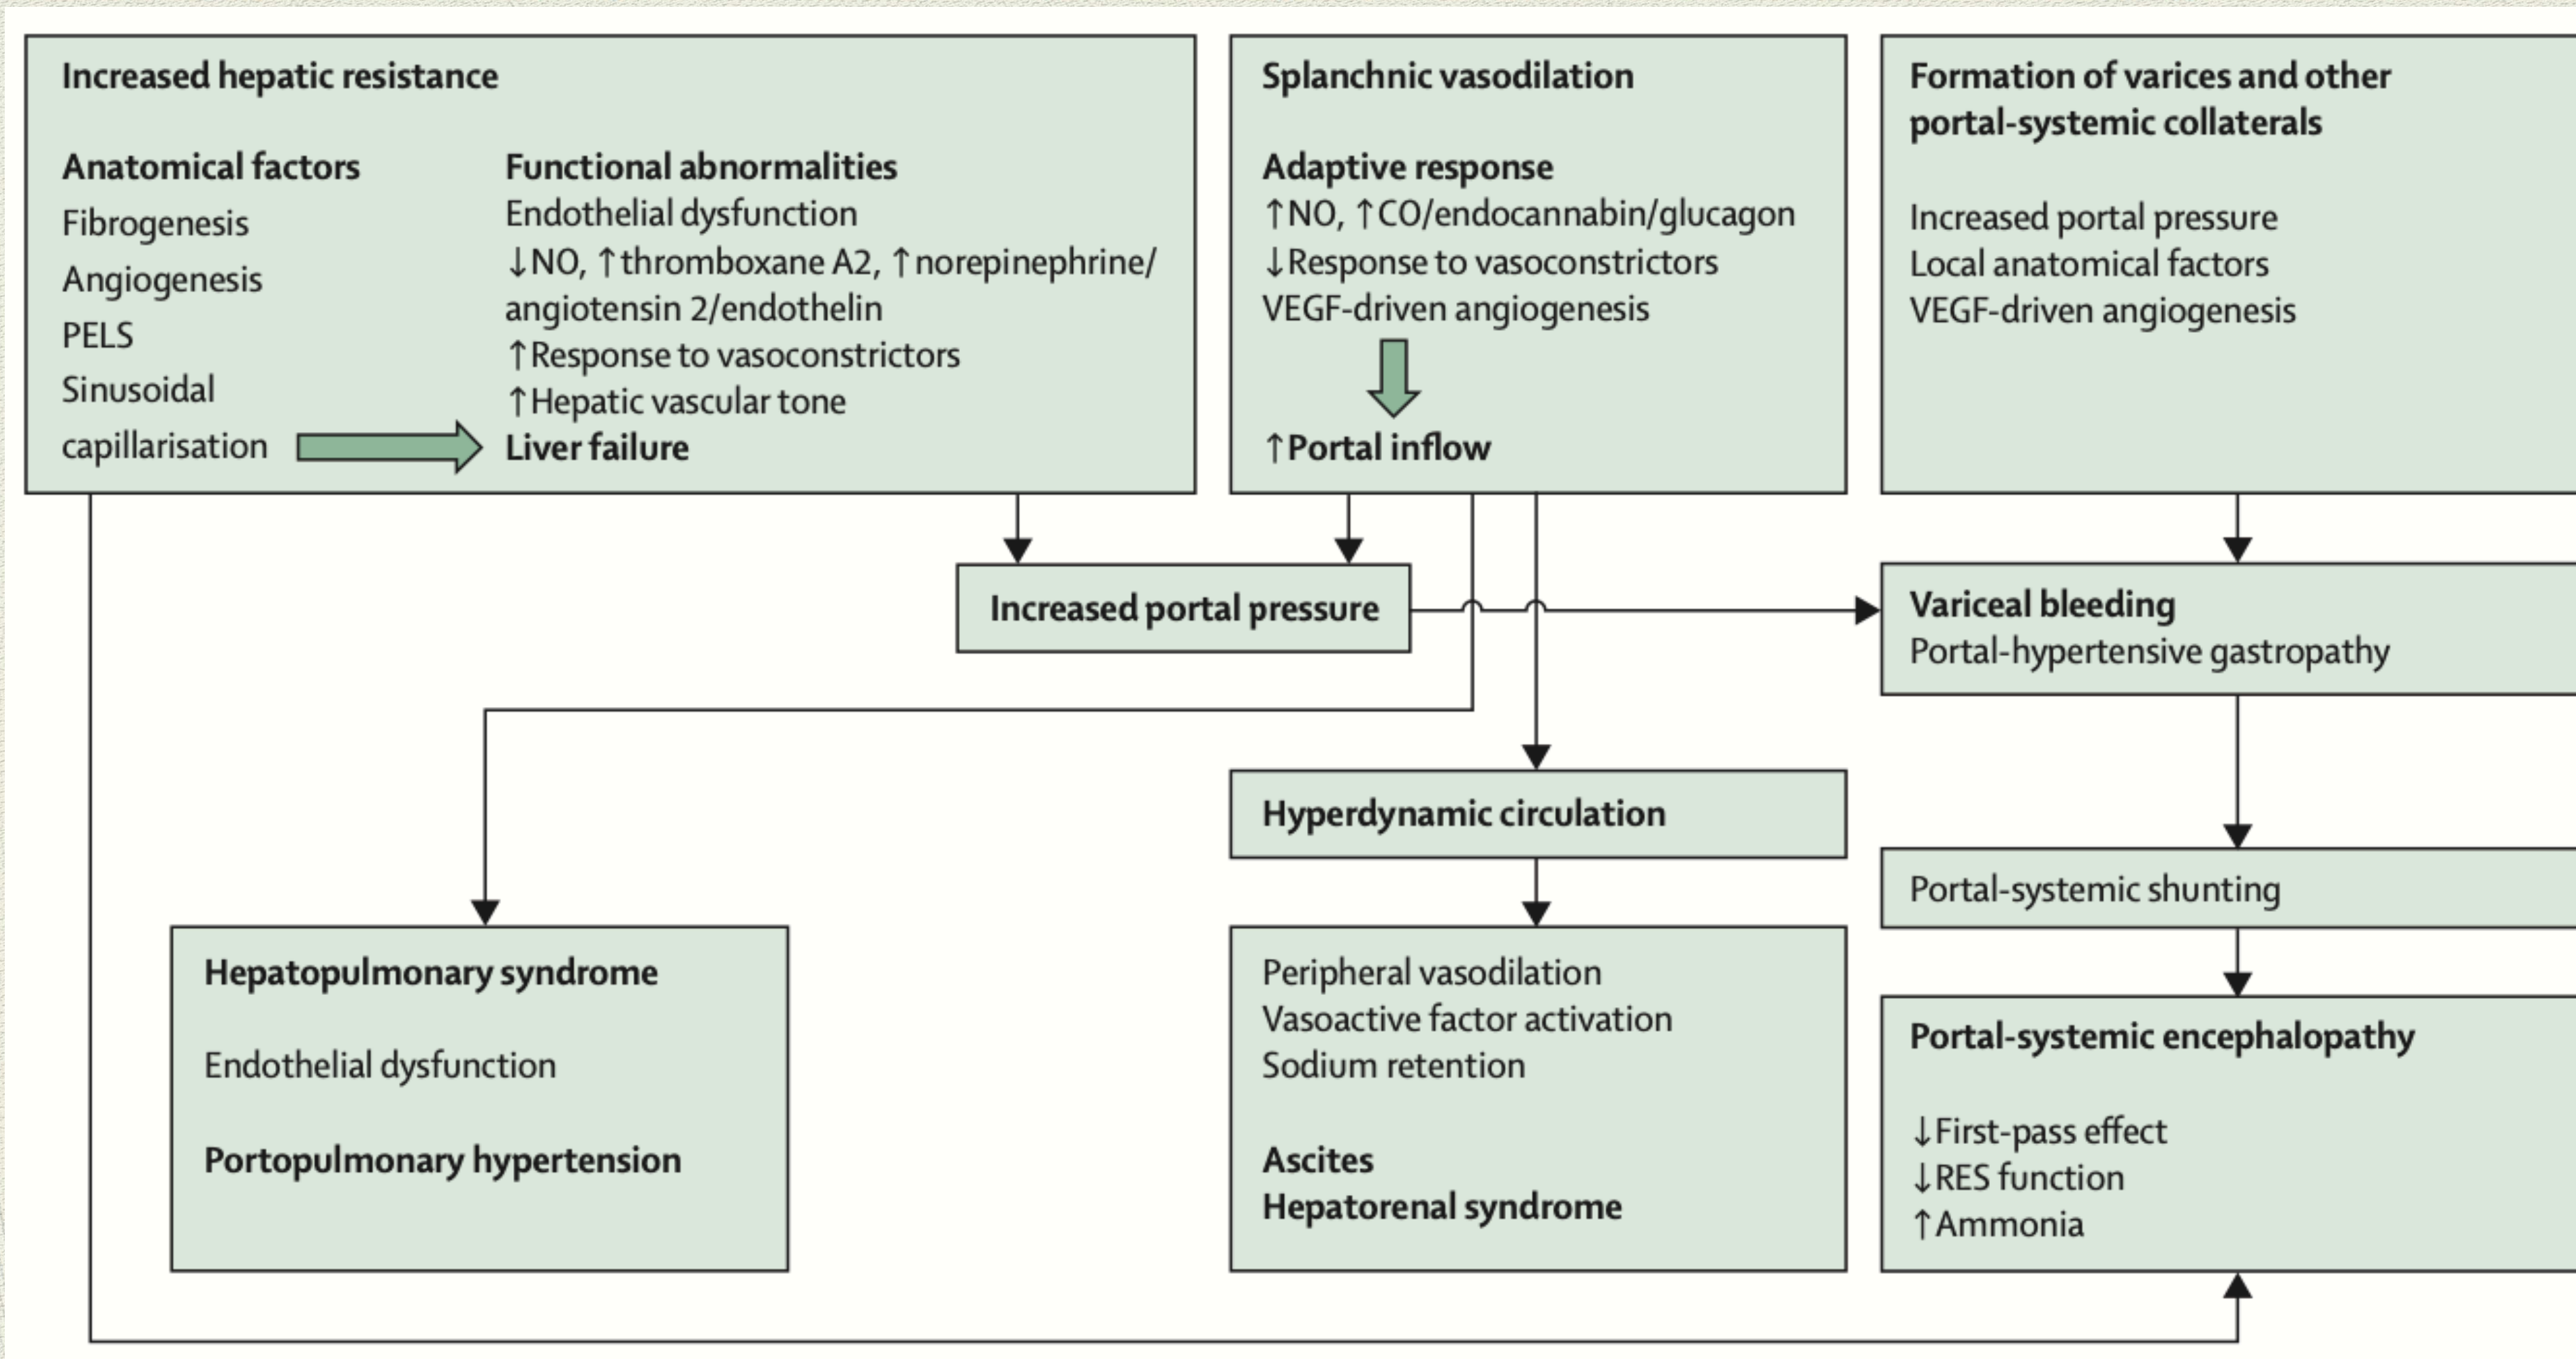 Increased hepatic resistance
Anatomical factors
Fibrogenesis
Angiogenesis
PELS
Sinusoidal
capillarisation
Functional abnormalities
Endothelial dysfunction
↓NO, ↑thromboxane A2, ↑norepinephrine/
angiotensin 2/endothelin
↑Response to vasoconstrictors
↑Hepatic vascular tone
Liver failure
Splanchnic vasodilation
Adaptive response
↑NO, ↑CO/endocannabin/glucagon
↓Response to vasoconstrictors
VEGF-driven angiogenesis
↑Portal inflow
Formation of varices and other
portal-systemic collaterals
Increased portal pressure
Local anatomical factors
VEGF-driven angiogenesis
Increased portal pressure
Variceal bleeding
Portal-hypertensive gastropathy
Hyperdynamic circulation
Portal-systemic shunting
Hepatopulmonary syndrome
Endothelial dysfunction
Portopulmonary hypertension
Peripheral vasodilation
Vasoactive factor activation
Sodium retention
Ascites
Hepatorenal syndrome
Portal-systemic encephalopathy
↓First-pass effect
↓RES function
↑Ammonia